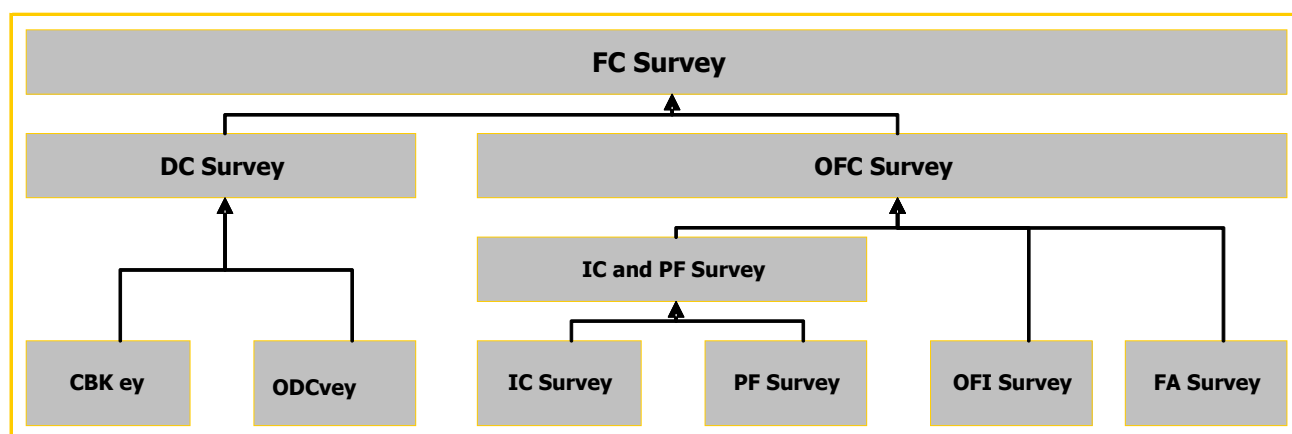 FC Survey
DC Survey
OFC Survey
IC and PF Survey
CBK ey
ODCvey
IC Survey
PF Survey
OFI Survey
FA Survey